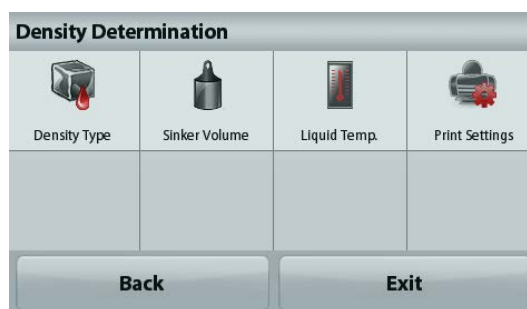 Density Determination
Density Type
Sinker Volume
Liquid Temp.
Print Settings
Back
Exit